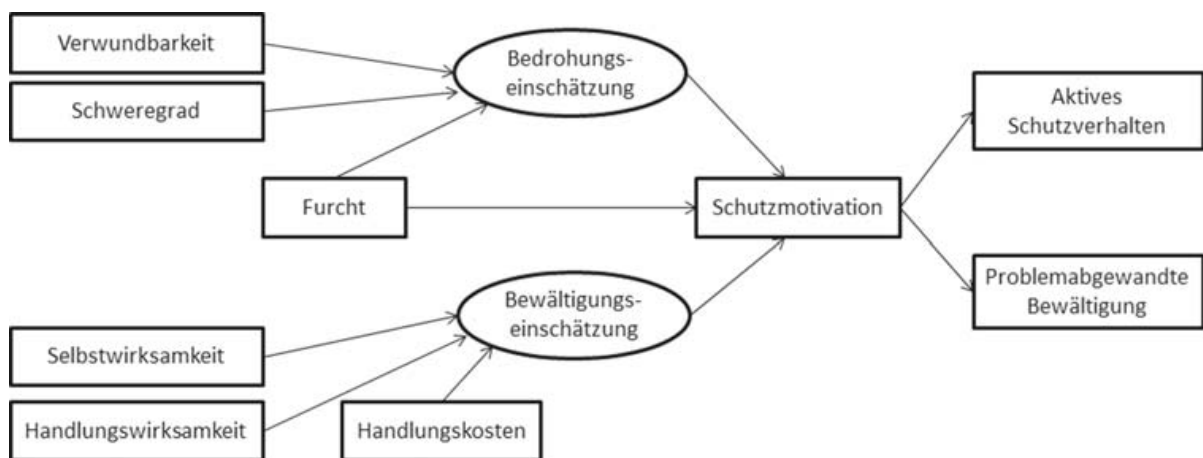 Verwundbarkeit
Schweregrad
Bedrohungs-
einschätzung
Furcht
Schutzmotivation
Aktives
Schutzverhalten
Problemabgewandte
Bewältigung
Bewältigungs-
einschätzung
Selbstwirksamkeit
Handlungswirksamkeit
Handlungskosten